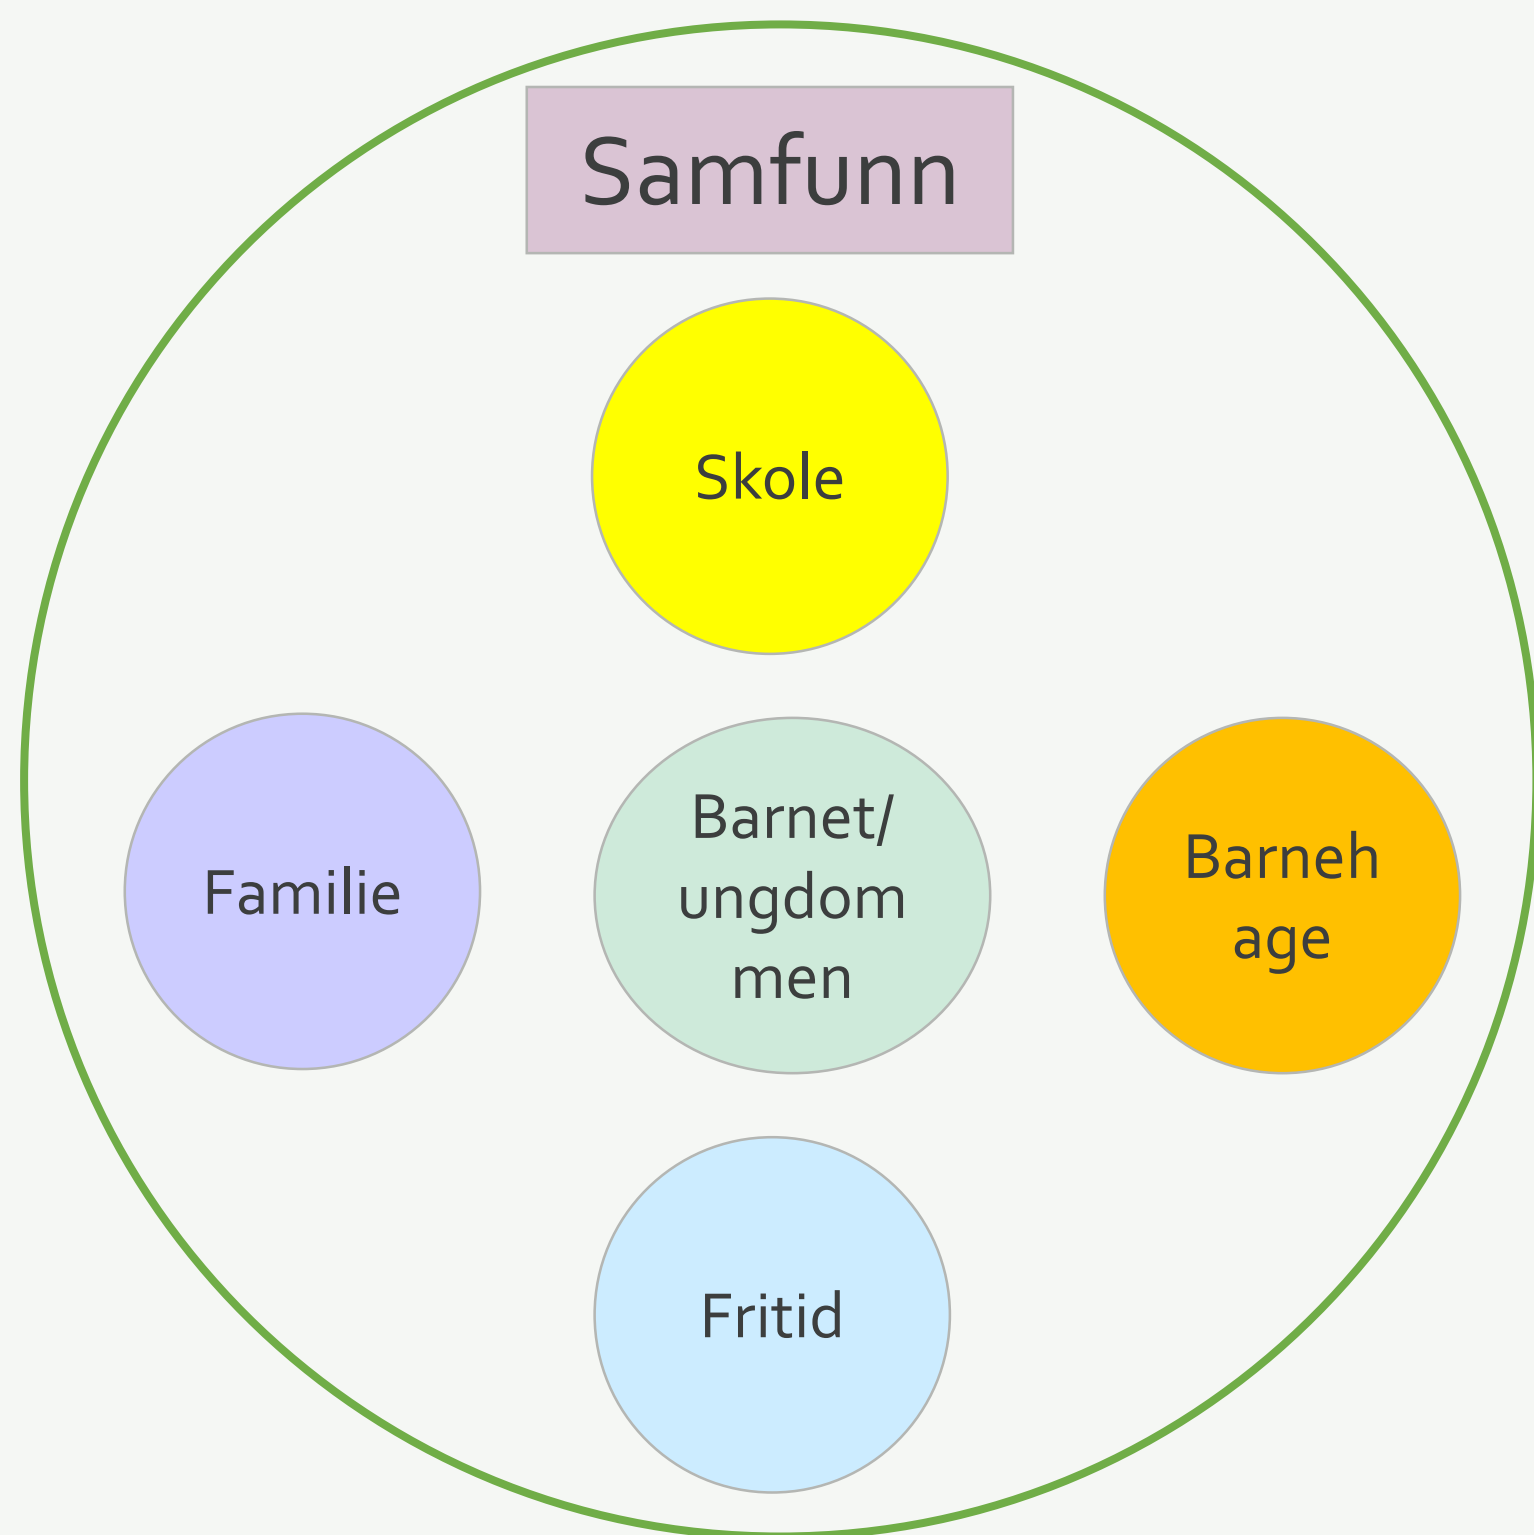 Samfunn
Skole
Familie
Barnet/
ungdom
men
Barneh
age
Fritid